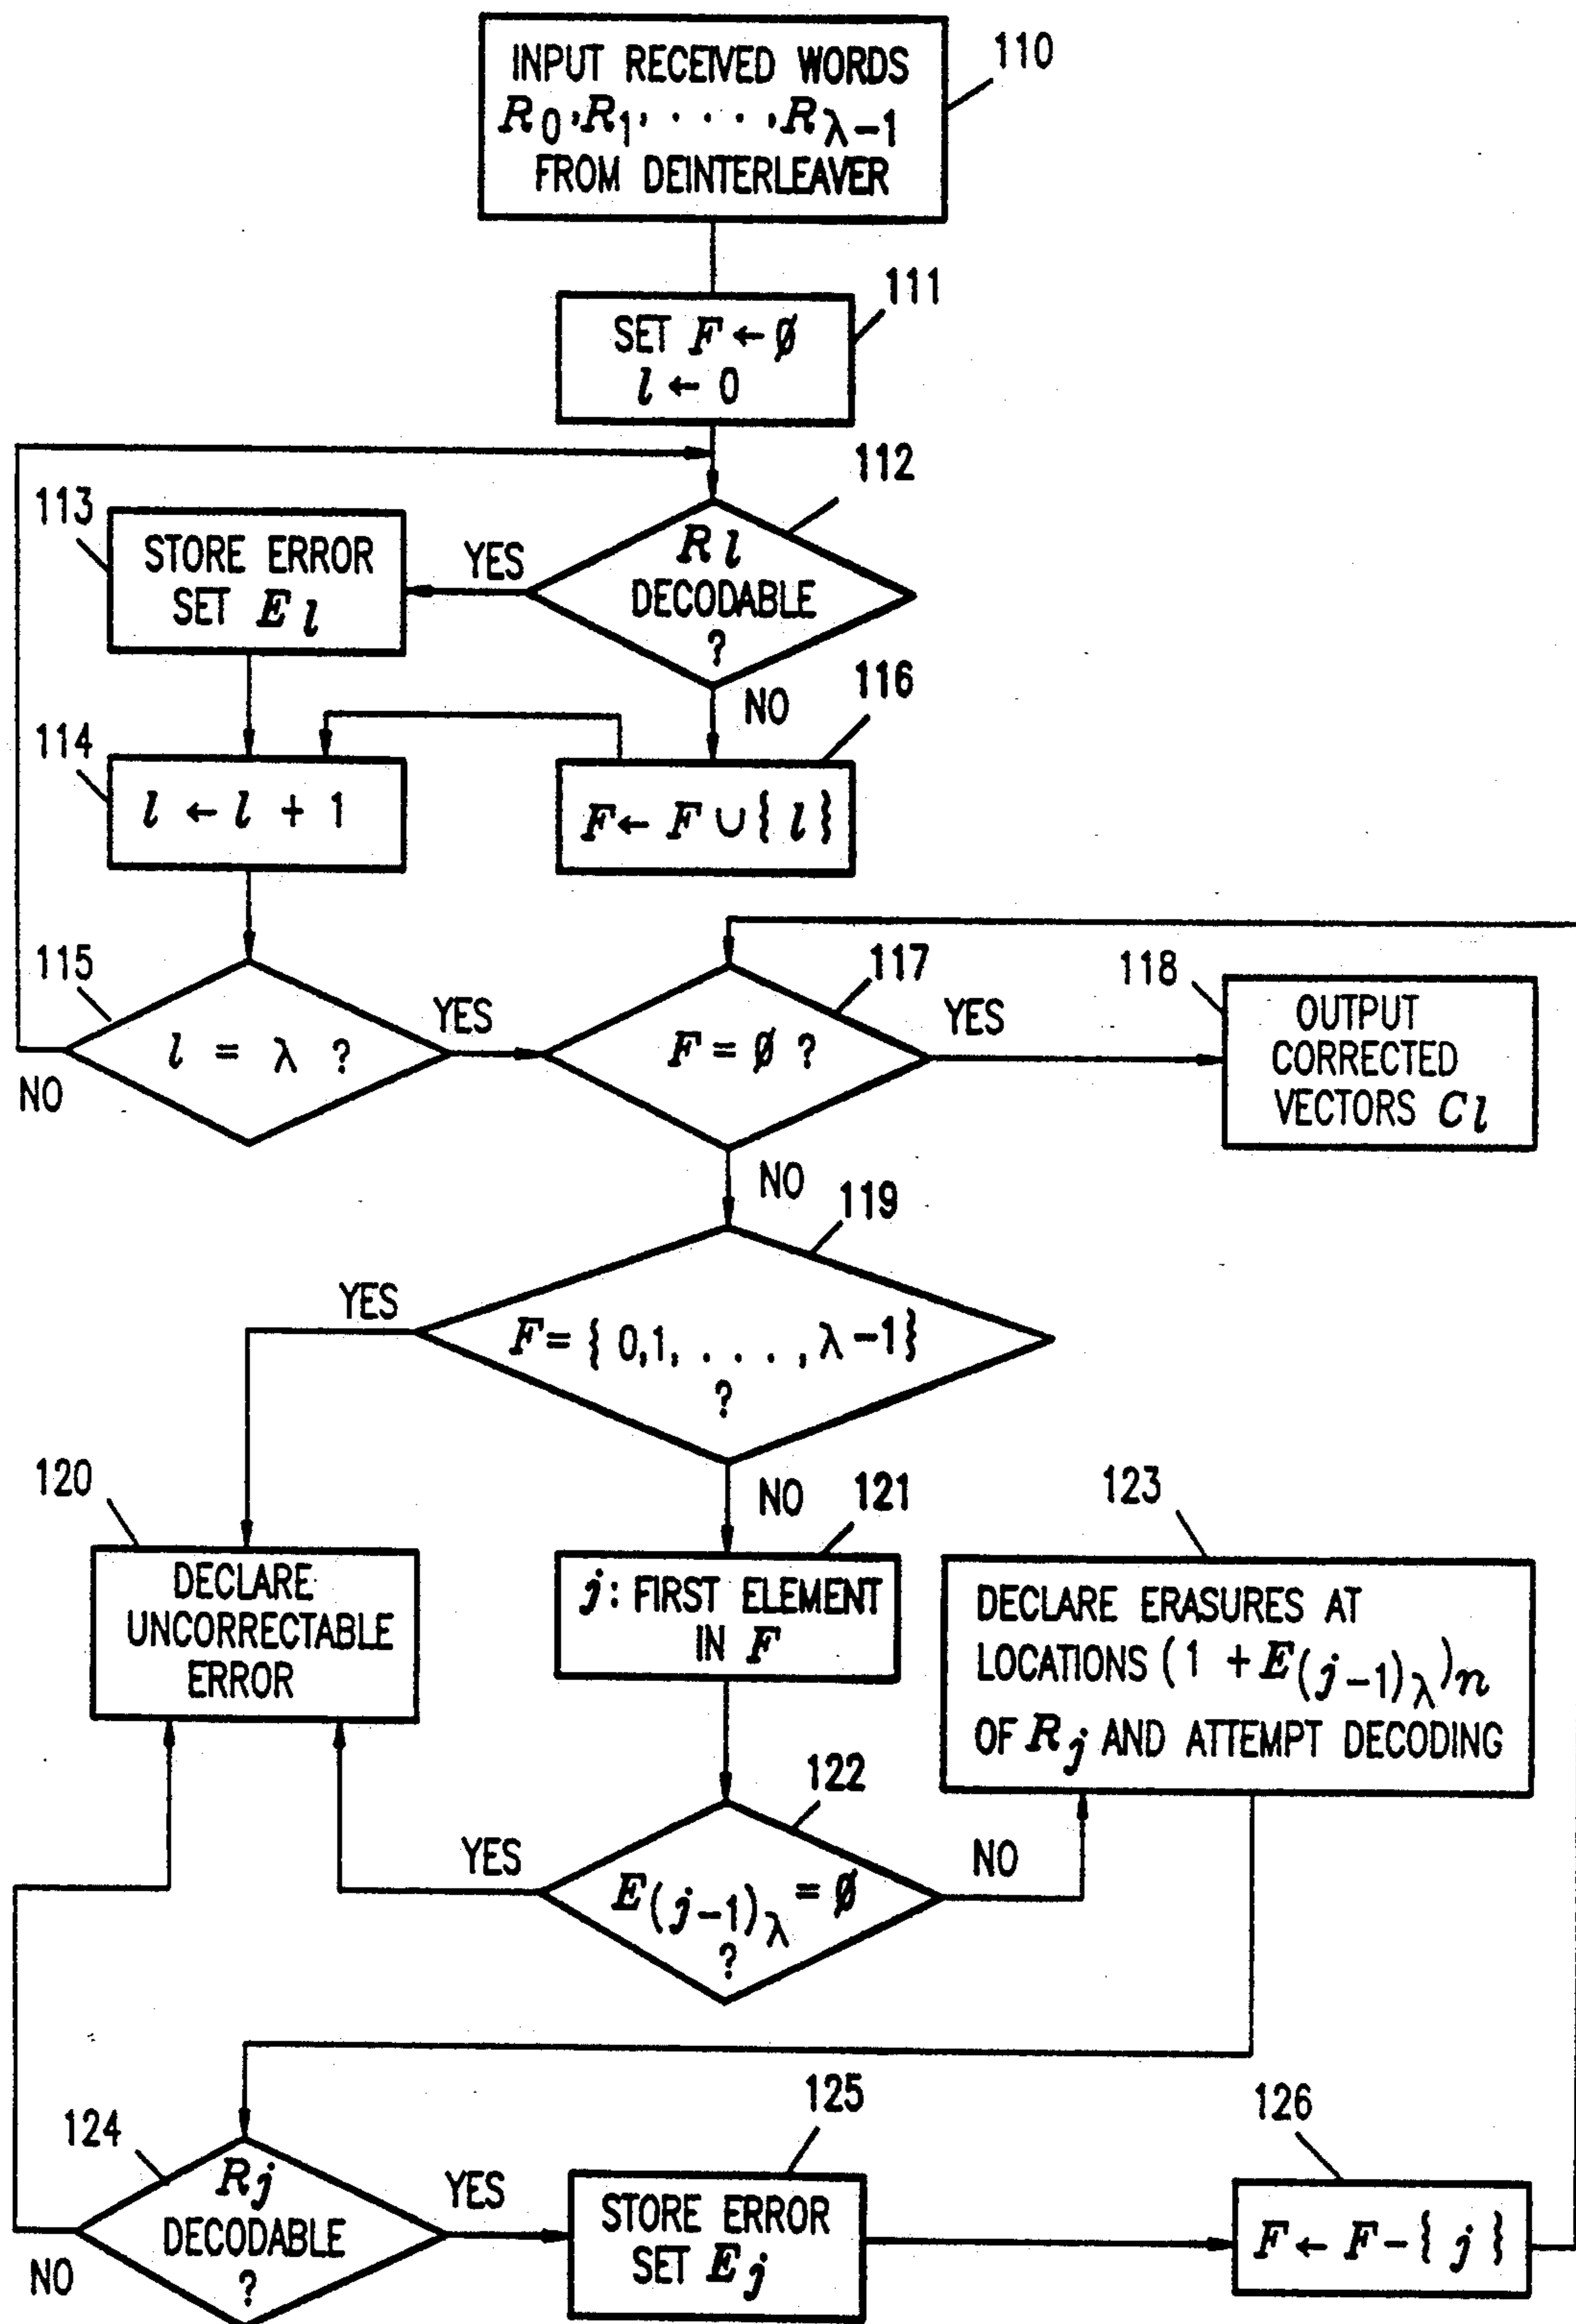 INPUT RECEIVED WORDS
R0,R1,.....,Rλ-1
FROM DEINTERLEAVER
110
SET F ← ∅
l ← 0
111
Rl
DECODABLE
?
112
YES
NO
STORE ERROR
SET El
113
l ← l + 1
114
F ← F ∪ { l }
116
l = λ ?
115
YES
NO
F = ∅ ?
117
YES
NO
OUTPUT
CORRECTED
VECTORS Cl
118
F = { 0,1, . . . , λ-1 }
?
119
YES
NO
DECLARE
UNCORRECTABLE
ERROR
120
j : FIRST ELEMENT
IN F
121
E(j-1)λ = ∅
?
122
YES
NO
DECLARE ERASURES AT
LOCATIONS (1 + E(j-1)λ)n
OF Rj AND ATTEMPT DECODING
123
Rj
DECODABLE
?
124
YES
NO
STORE ERROR
SET Ej
125
F ← F - { j }
126